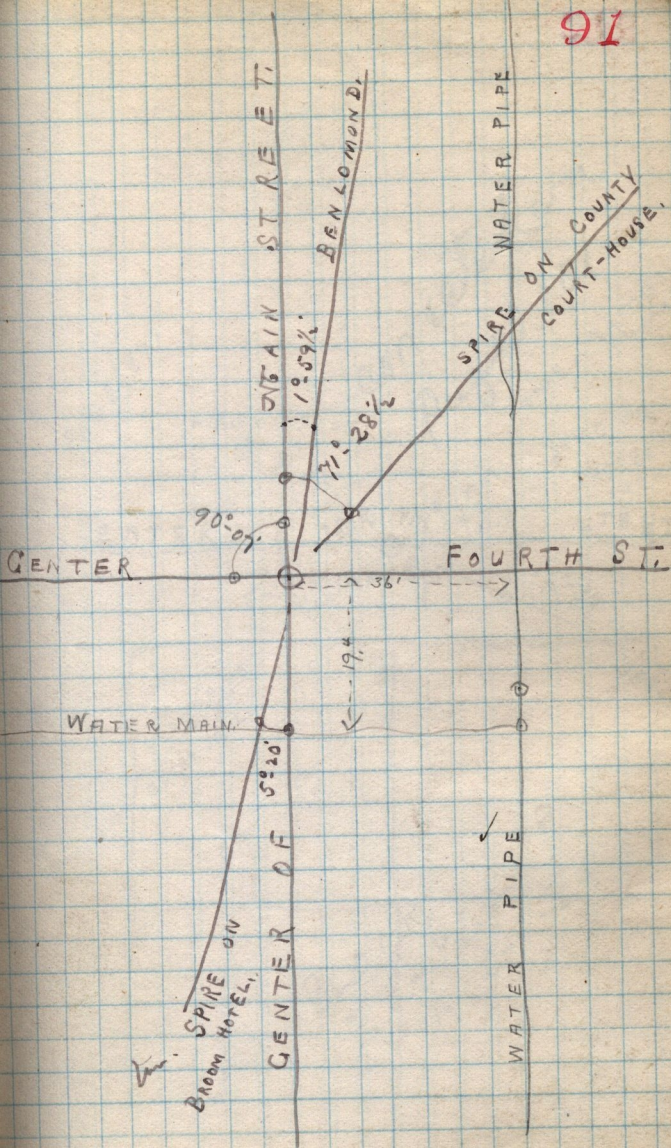 91
CENTER OF MAIN STREET.
BEN LOMOND.
WATER PIPE
SPIRE ON COUNTY
COURT-HOUSE.
1°-59½'
71°-28½
90°-07'
CENTER FOURTH ST.
36'
19.4
WATER MAIN.
5°20'
WATER PIPE
SPIRE ON
BROOM HOTEL.